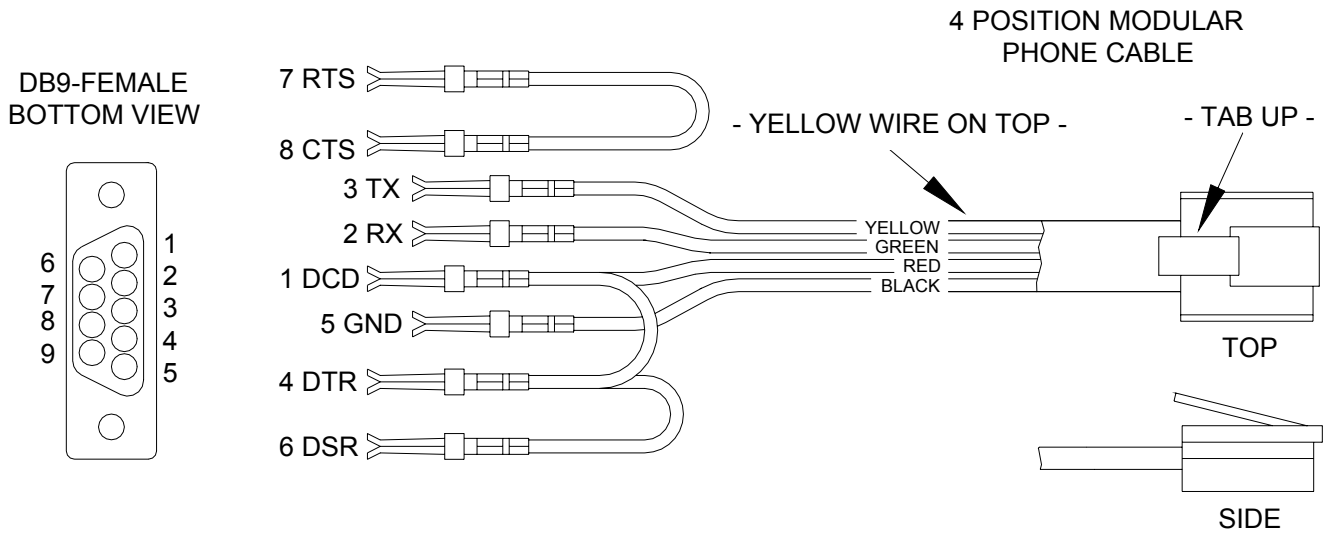 4 POSITION MODULAR
PHONE CABLE
DB9-FEMALE
BOTTOM VIEW
7 RTS
8 CTS
3 TX
2 RX
1 DCD
5 GND
4 DTR
6 DSR
- YELLOW WIRE ON TOP -
- TAB UP -
YELLOW
GREEN
RED
BLACK
6
7
8
9
1
2
3
4
5
TOP
SIDE